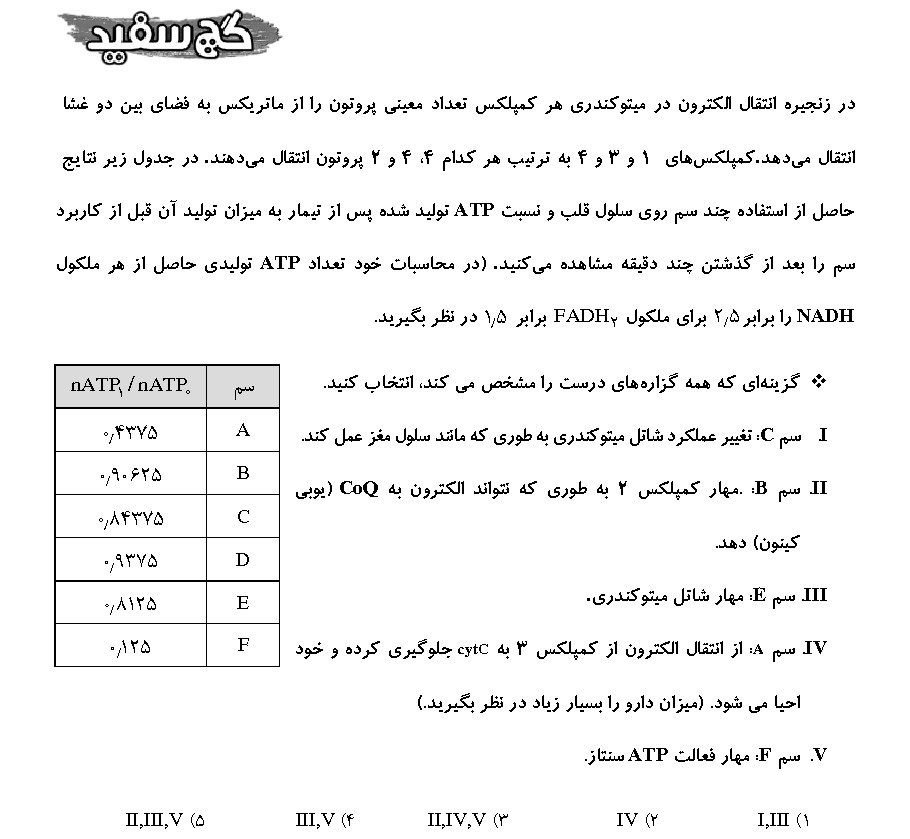 گچ سفید
در زنجیره انتقال الکترون در میتوکندری هر کمپلکس تعداد معینی پروتون را از ماتریکس به فضای بین دو غشا
انتقال می‌دهد.کمپلکس‌های ۱ و ۳ و ۴ به ترتیب هر کدام ۴، ۴ و ۲ پروتون انتقال می‌دهند. در جدول زیر نتایج
حاصل از استفاده چند سم روی سلول قلب و نسبت ATP تولید شده پس از تیمار به میزان تولید آن قبل از کاربرد
سم را بعد از گذشتن چند دقیقه مشاهده می‌کنید. (در محاسبات خود تعداد ATP تولیدی حاصل از هر ملکول
NADH را برابر ۲٫۵ برای ملکول FADH₂ برابر ۱٫۵ در نظر بگیرید.
❖ گزینه‌ای که همه گزاره‌های درست را مشخص می کند، انتخاب کنید.
I. سم C: تغییر عملکرد شاتل میتوکندری به طوری که مانند سلول مغز عمل کند.
II. سم B: .مهار کمپلکس ۲ به طوری که نتواند الکترون به CoQ (یوبی
کینون) دهد.
III. سم E: مهار شاتل میتوکندری.
IV. سم A: از انتقال الکترون از کمپلکس ۳ به cytC جلوگیری کرده و خود
احیا می شود. (میزان دارو را بسیار زیاد در نظر بگیرید.)
V. سم F: مهار فعالت ATP سنتاز.
سم nATP₁ / nATP₀
A ۰٫۴۳۷۵
B ۰٫۹۰۶۲۵
C ۰٫۸۴۳۷۵
D ۰٫۹۳۷۵
E ۰٫۸۱۲۵
F ۰٫۱۲۵
۱) I,III ۲) IV ۳) II,IV,V ۴) III,V ۵) II,III,V